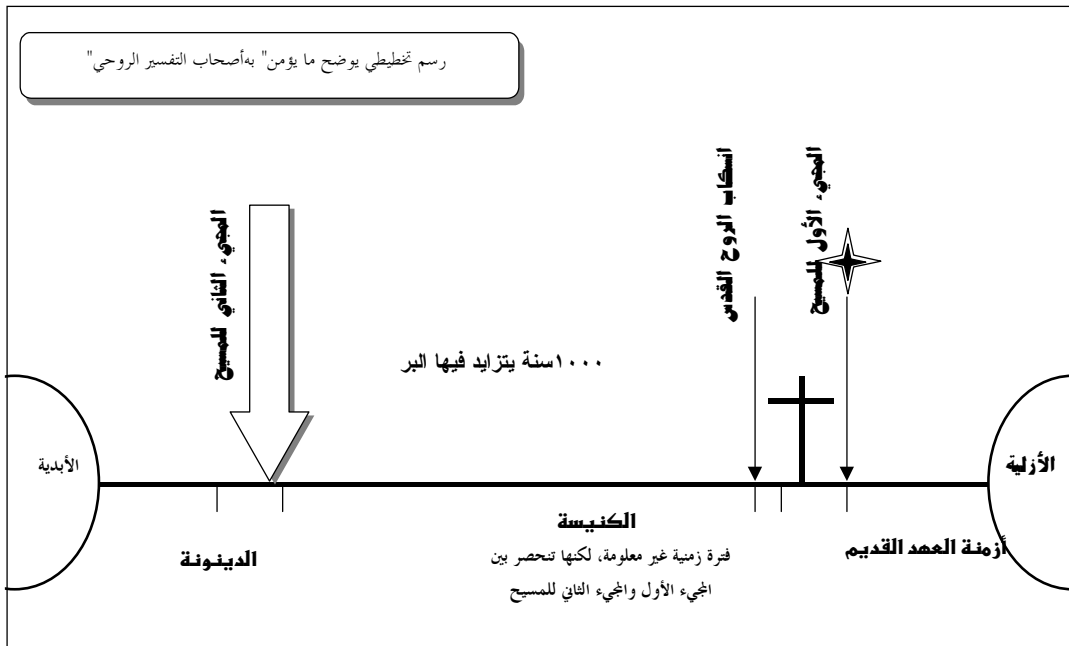 رسم تخطيطي يوضح ما يؤمن" به أصحاب التفسير الروحي"
المجيء الأول للمسيح
انسكاب الروح القدس
المجيء الثاني للمسيح
١٠٠٠سنة يتزايد فيها البر
الأزلية
الأبدية
أزمنة العهد القديم
الكنيسة
فترة زمنية غير معلومة، لكنها تنحصر بين
المجيء الأول والمجيء الثاني للمسيح
الدينونة